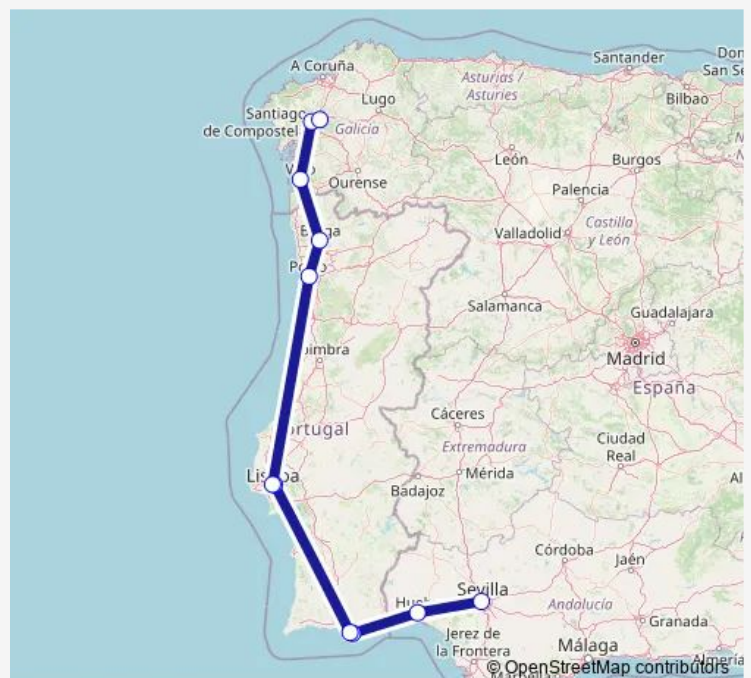 A Coruña
Santander
Don
San Se
Asturias /
Asturies
Lugo
Bilbao
Santiago
de Compostel
Galicia
León
Burgos
Ourense
Palencia
Castilla
y León
Valladolid
Salamanca
Guadalajara
Madrid
España
Cáceres
Ciudad
Real
Extremadura
Mérida
Badajoz
Córdoba
Jaén
Sevilla
Andalucía
Granada
Jerez de
la Frontera
Málaga
Almería
© OpenStreetMap contributors